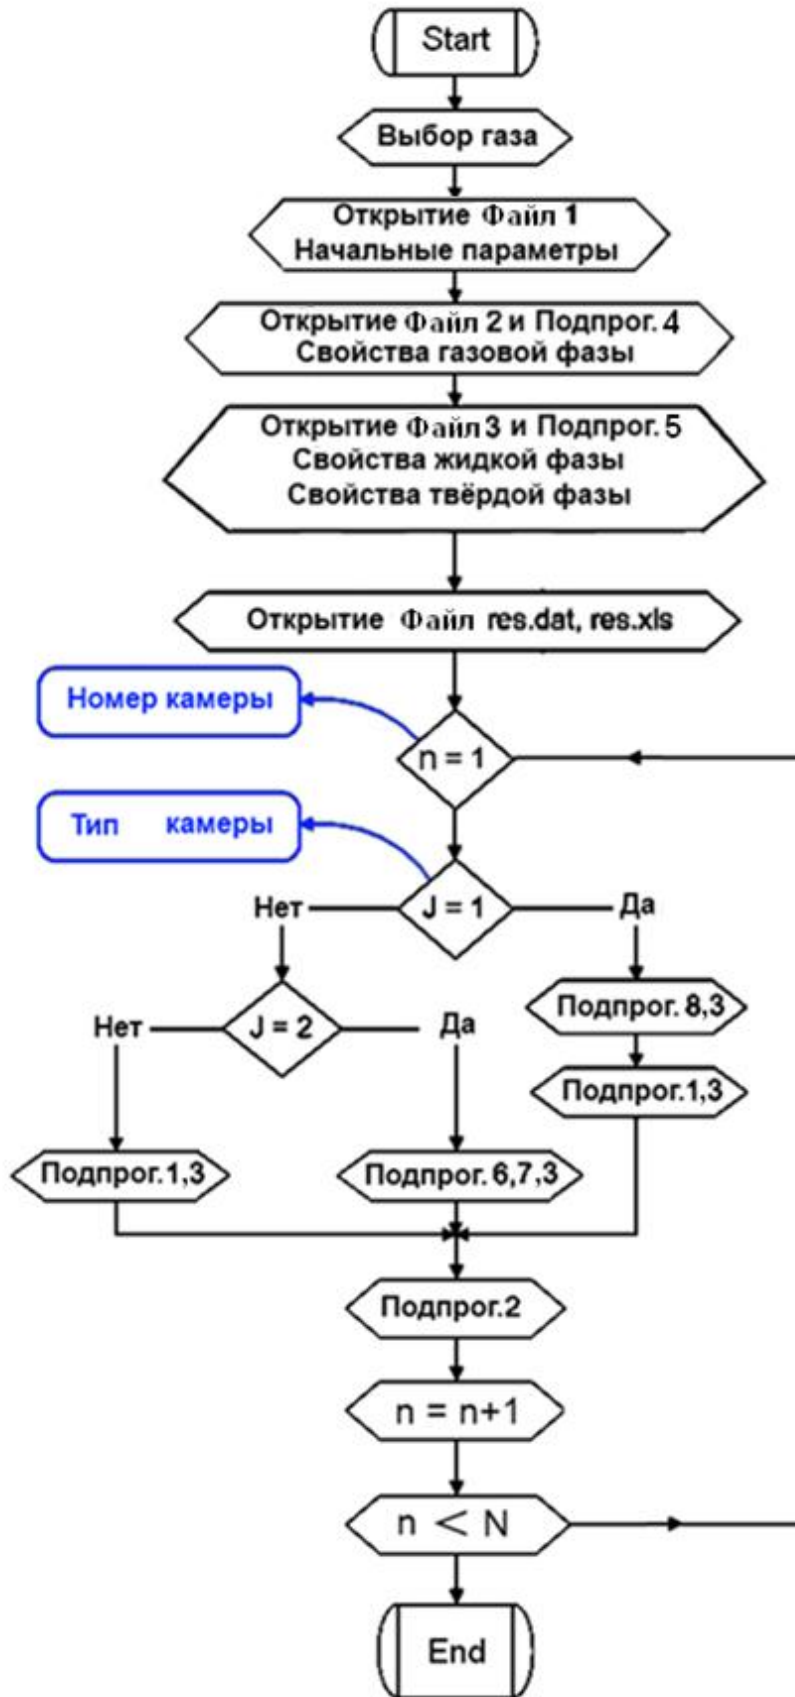 Start
Выбор газа
Открытие Файл 1
Начальные параметры
Открытие Файл 2 и Подпрог. 4
Свойства газовой фазы
Открытие Файл 3 и Подпрог. 5
Свойства жидкой фазы
Свойства твёрдой фазы
Открытие Файл res.dat, res.xls
Номер камеры
n = 1
Тип камеры
J = 1
Нет
Да
J = 2
Подпрог. 8,3
Нет
Да
Подпрог.1,3
Подпрог.1,3
Подпрог. 6,7,3
Подпрог.2
n = n+1
n < N
End